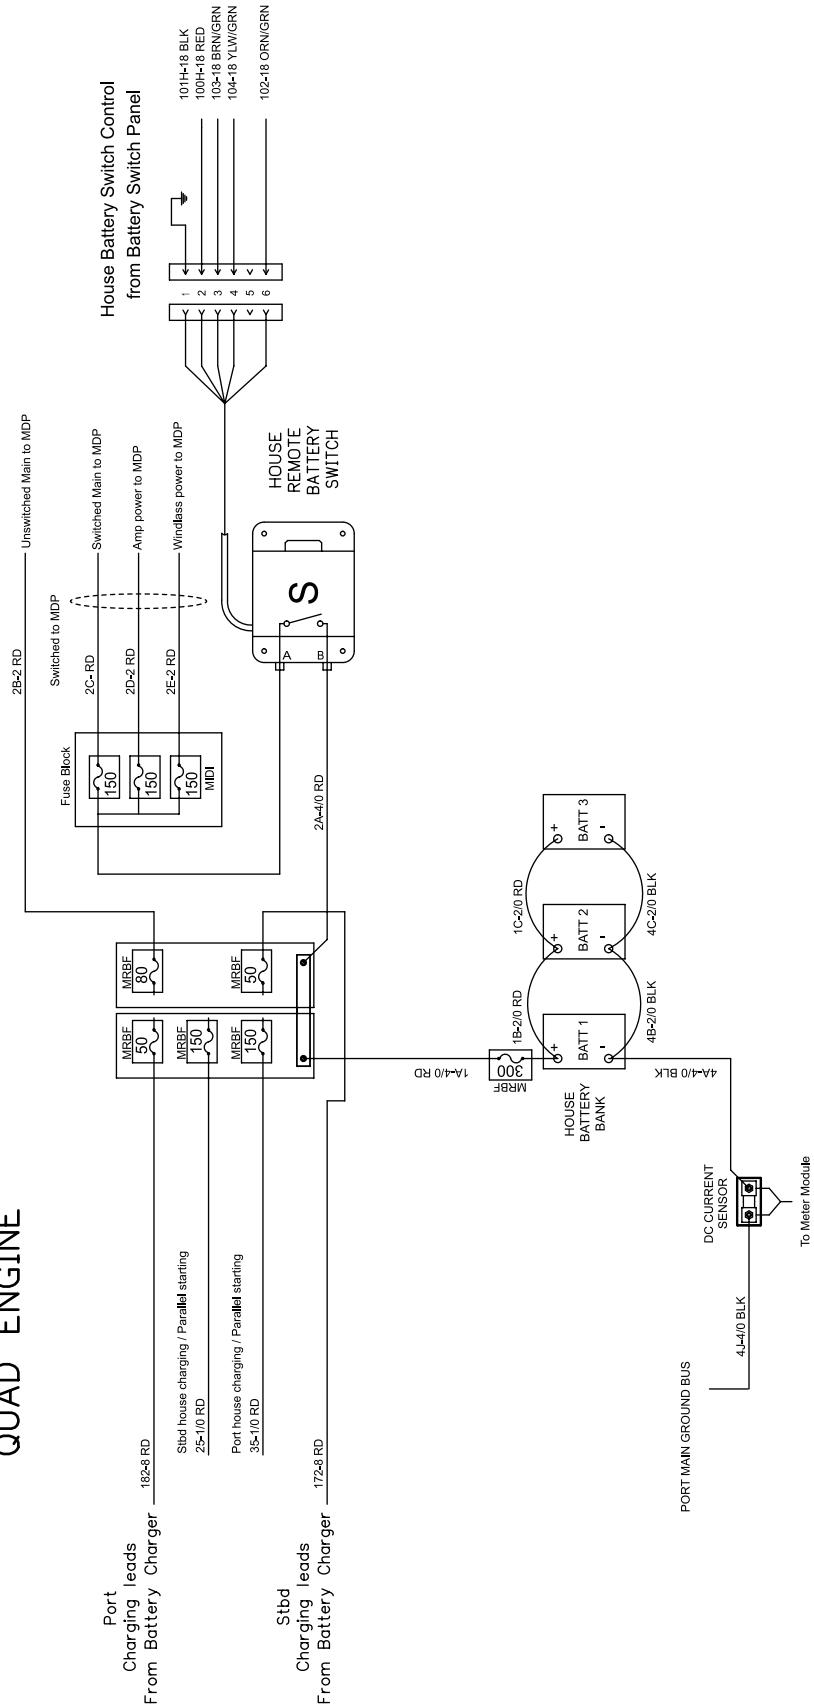 QUAD ENGINE
Port
Charging leads
From Battery Charger
182-8 RD
Stbd house charging / Parallel starting
25-1/0 RD
Port house charging / Parallel starting
35-1/0 RD
Stbd
Charging leads
From Battery Charger
172-8 RD
MRBF
50
MRBF
150
MRBF
150
MRBF
80
MRBF
50
2B-2 RD
Unswitched Main to MDP
Fuse Block
150
150
150
MIDI
Switched to MDP
2C- RD
Switched Main to MDP
2D-2 RD
Amp power to MDP
2E-2 RD
Windlass power to MDP
2A-4/0 RD
A
B
S
HOUSE
REMOTE
BATTERY
SWITCH
House Battery Switch Control
from Battery Switch Panel
1
2
3
4
5
6
101H-18 BLK
100H-18 RED
103-18 BRN/GRN
104-18 YLW/GRN
102-18 ORN/GRN
1A-4/0 RD
300
MRBF
HOUSE
BATTERY
BANK
+
BATT 1
-
+
BATT 2
-
+
BATT 3
-
1B-2/0 RD
1C-2/0 RD
4B-2/0 BLK
4C-2/0 BLK
4A-4/0 BLK
DC CURRENT
SENSOR
To Meter Module
4J-4/0 BLK
PORT MAIN GROUND BUS